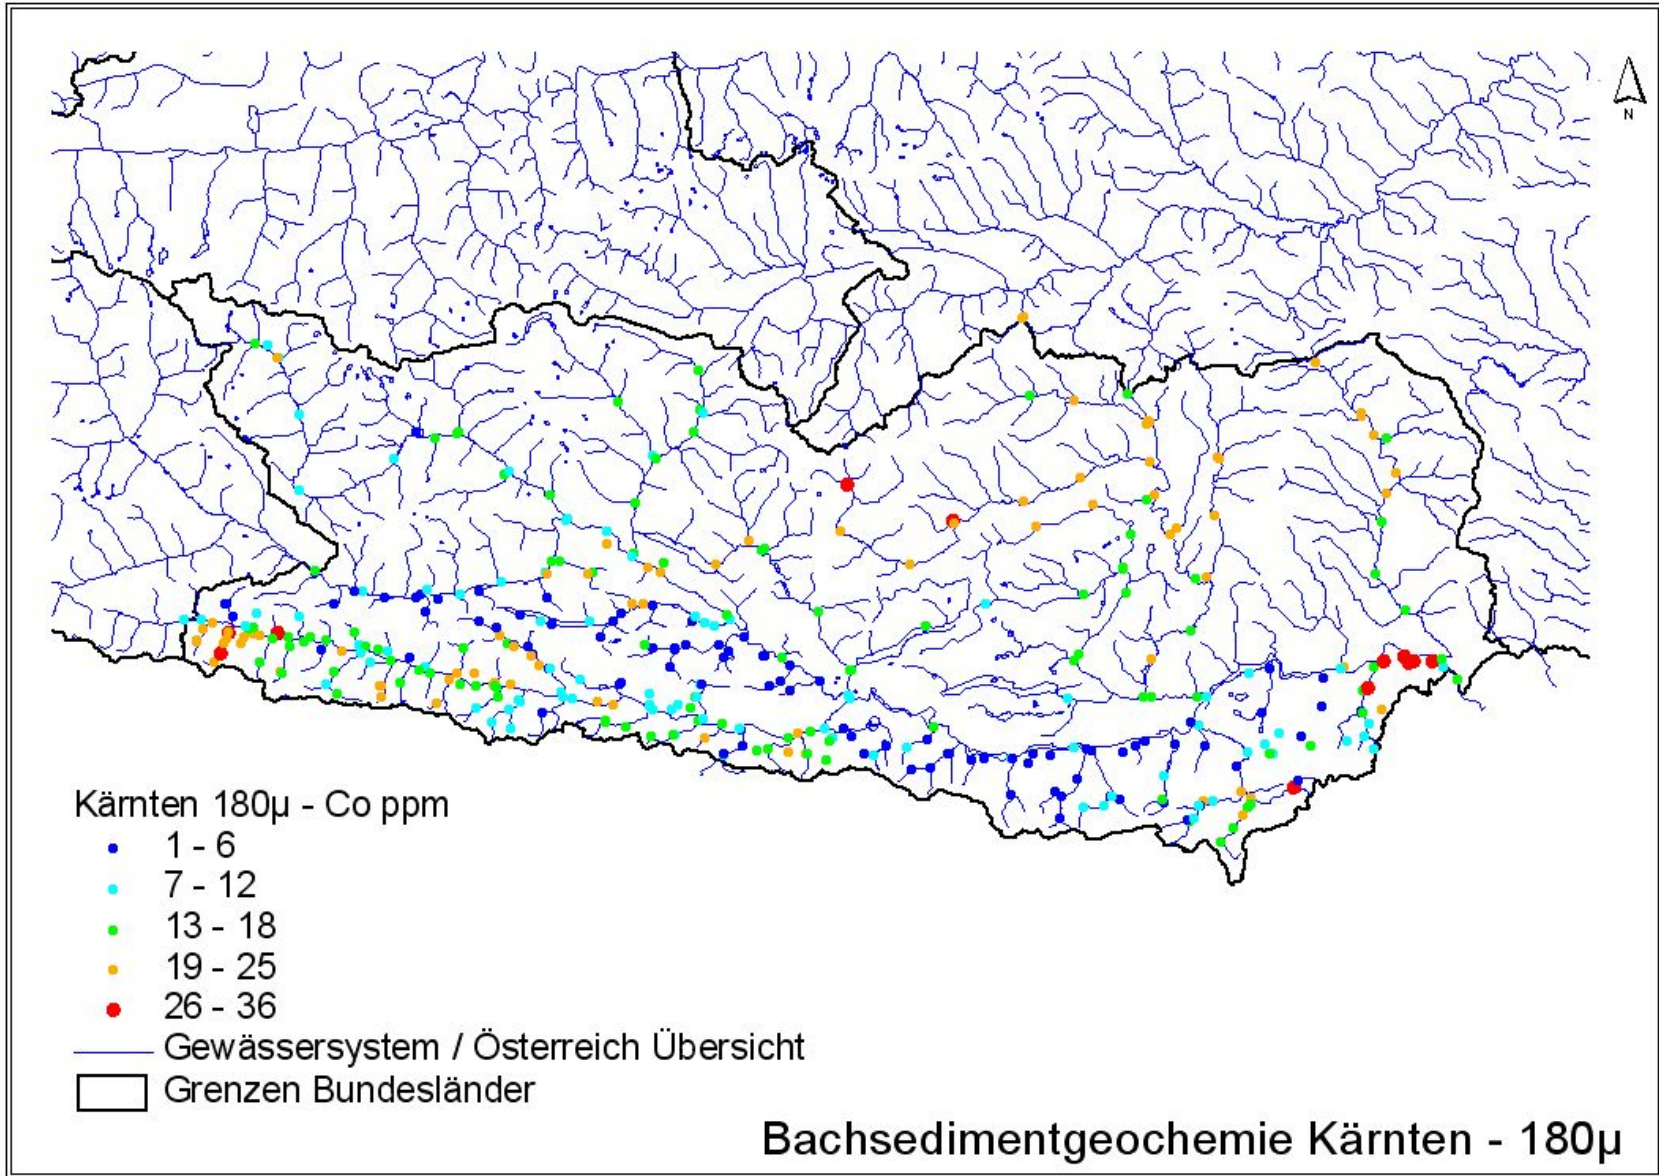 N
Kärnten 180µ - Co ppm
1 - 6
7 - 12
13 - 18
19 - 25
26 - 36
Gewässersystem / Österreich Übersicht
Grenzen Bundesländer
Bachsedimentgeochemie Kärnten - 180µ